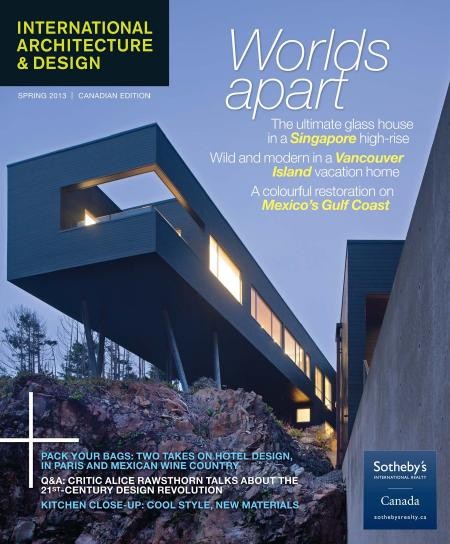 INTERNATIONAL
ARCHITECTURE
& DESIGN
SPRING 2013 | CANADIAN EDITION
Worlds
apart
The ultimate glass house
in a Singapore high-rise
Wild and modern in a Vancouver
Island vacation home
A colourful restoration on
Mexico's Gulf Coast
PACK YOUR BAGS: TWO TAKES ON HOTEL DESIGN,
IN PARIS AND MEXICAN WINE COUNTRY
Q&A: CRITIC ALICE RAWSTHORN TALKS ABOUT THE
21ST-CENTURY DESIGN REVOLUTION
KITCHEN CLOSE-UP: COOL STYLE, NEW MATERIALS
Sotheby's
INTERNATIONAL REALTY
Canada
sothebysrealty.ca